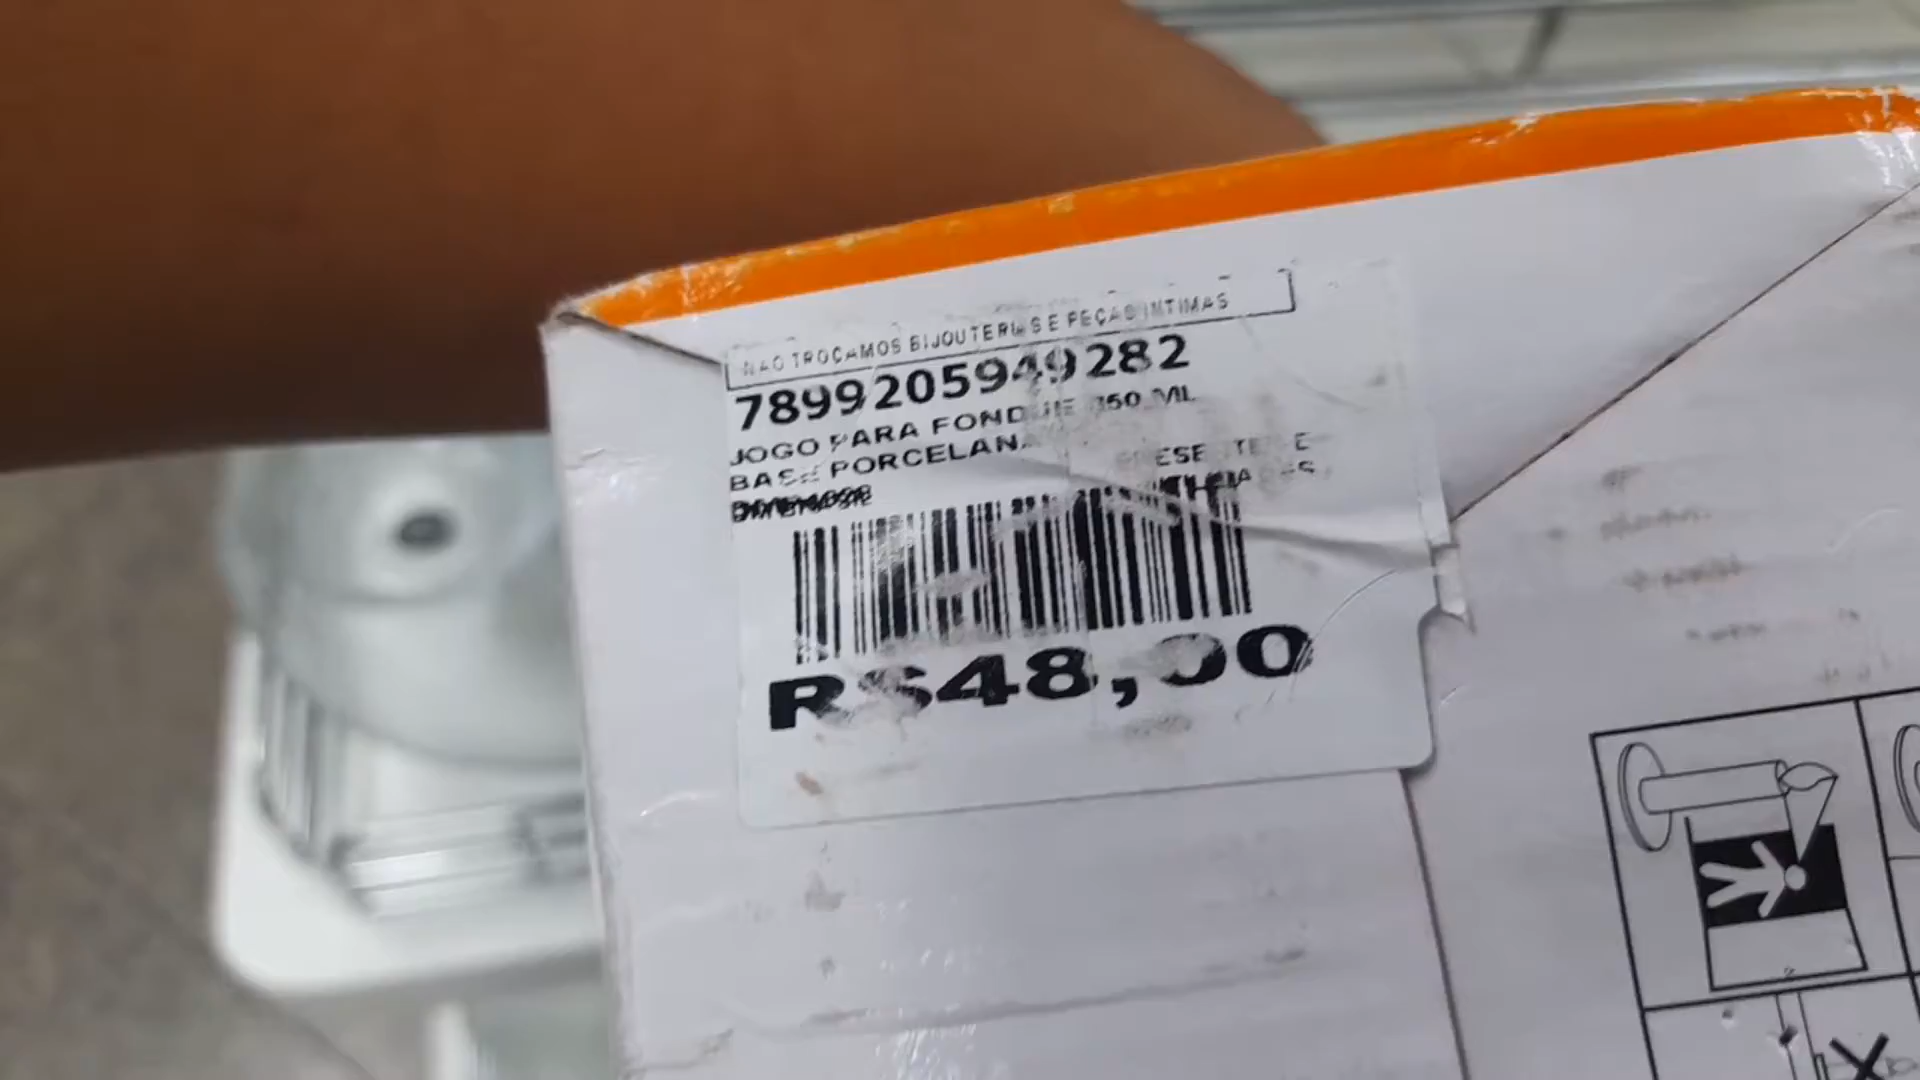 NAO TROCAMOS BIJOUTERIAS E PEÇAS INTIMAS
7899205949282
JOGO PARA FONDUE 350 ML
BASE PORCELANA
R$48,00